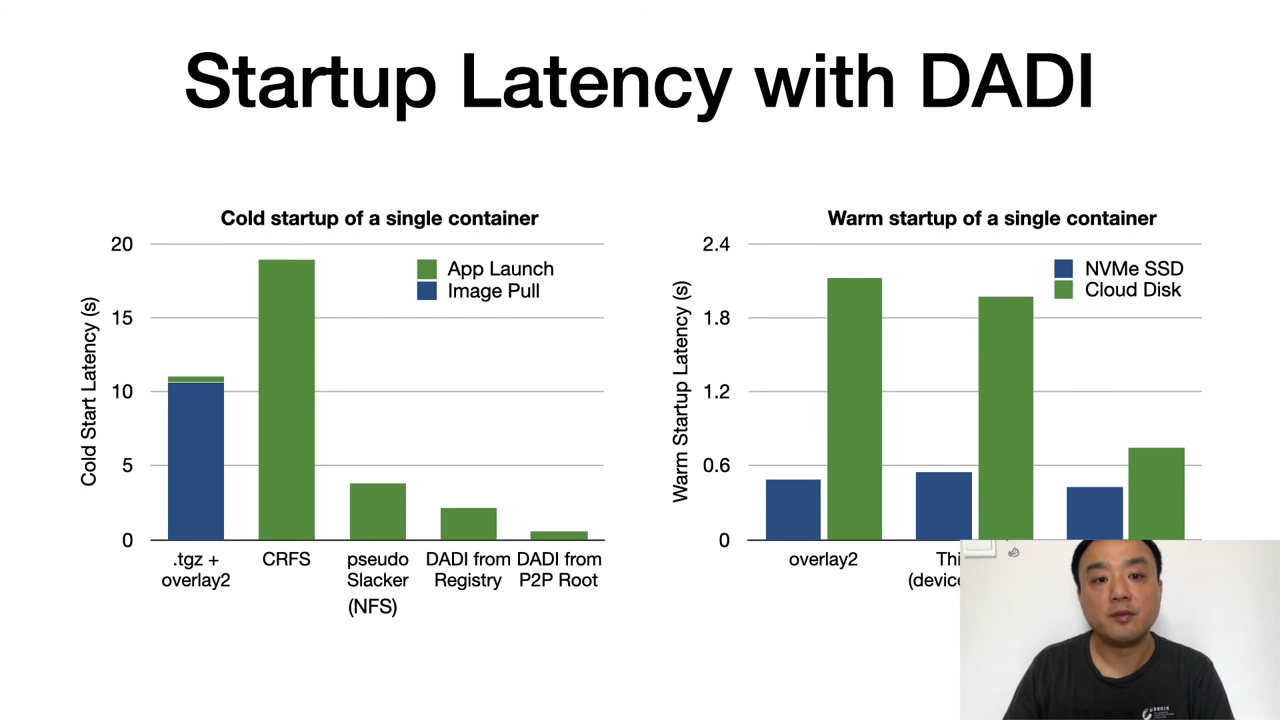 Startup Latency with DADI
Cold startup of a single container
20
15
10
5
0
Cold Start Latency (s)
App Launch
Image Pull
.tgz +
overlay2
CRFS
pseudo
Slacker
(NFS)
DADI from
Registry
DADI from
P2P Root
Warm startup of a single container
2.4
1.8
1.2
0.6
0
Warm Startup Latency (s)
NVMe SSD
Cloud Disk
overlay2
usenix